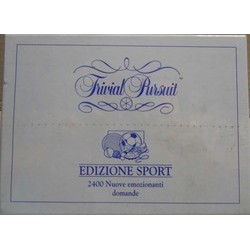 Trivial Pursuit
EDIZIONE SPORT
2400 Nuove emozionanti
domande